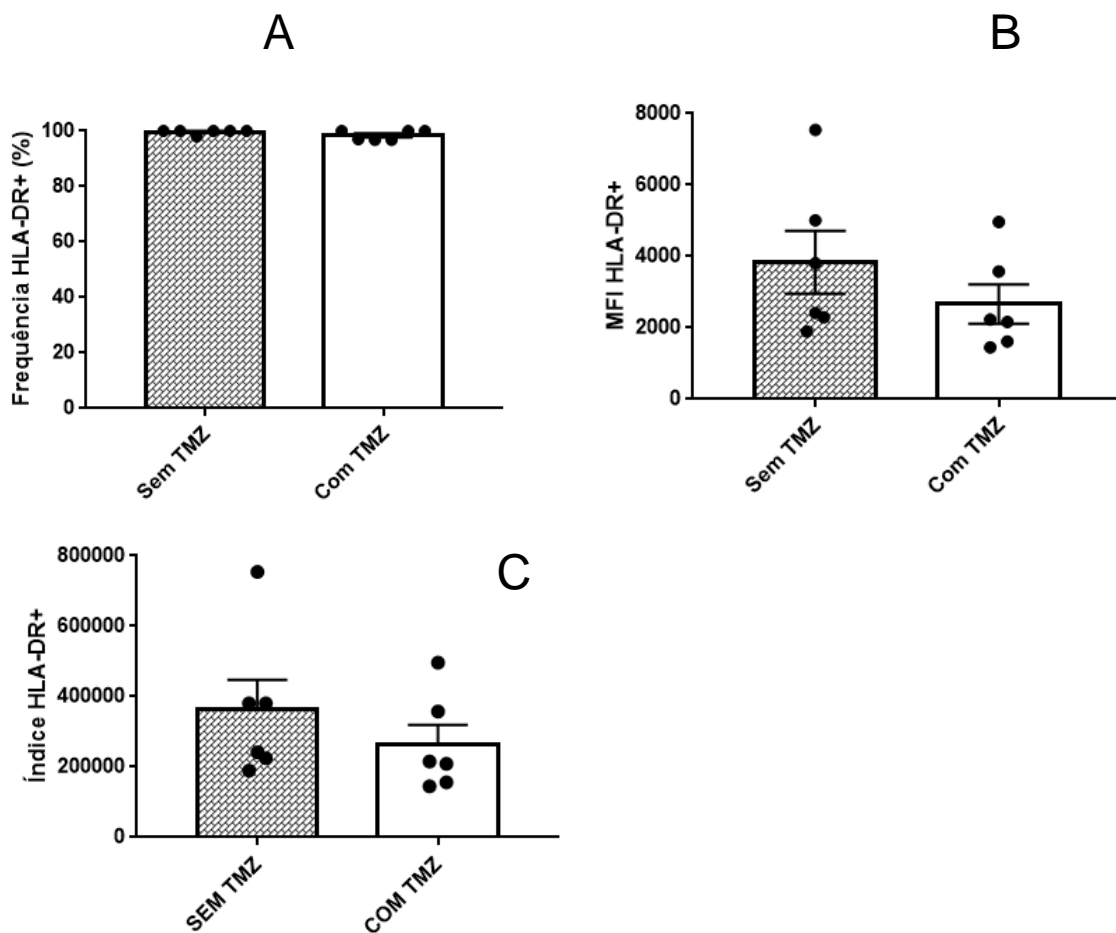 A
B
Frequência HLA-DR+ (%)
100
80
60
40
20
0
Sem TMZ
Com TMZ
MFI HLA-DR+
8000
6000
4000
2000
0
Sem TMZ
Com TMZ
C
Índice HLA-DR+
800000
600000
400000
200000
0
SEM TMZ
COM TMZ